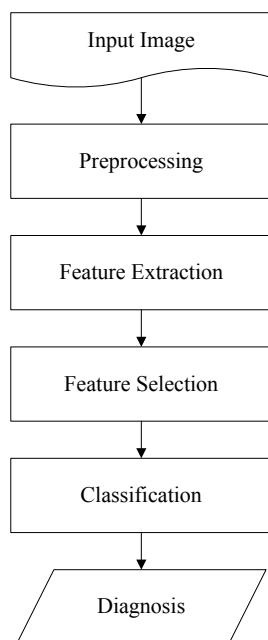 Input Image
Preprocessing
Feature Extraction
Feature Selection
Classification
Diagnosis